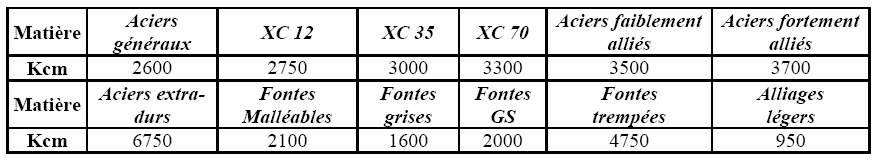 Matière Aciers généraux XC 12 XC 35 XC 70 Aciers faiblement alliés Aciers fortement alliés
Kcm 2600 2750 3000 3300 3500 3700
Matière Aciers extra-durs Fontes Malléables Fontes grises Fontes GS Fontes trempées Alliages légers
Kcm 6750 2100 1600 2000 4750 950